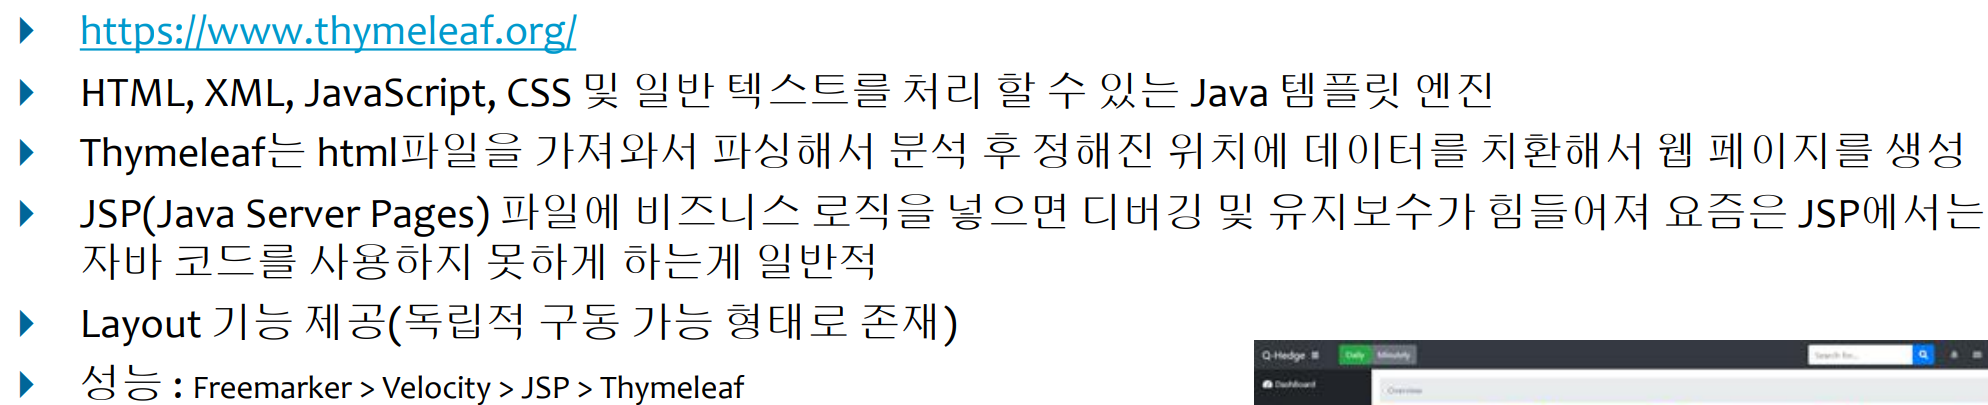 https://www.thymeleaf.org/
HTML, XML, JavaScript, CSS 및 일반 텍스트를 처리 할 수 있는 Java 템플릿 엔진
Thymeleaf는 html파일을 가져와서 파싱해서 분석 후 정해진 위치에 데이터를 치환해서 웹 페이지를 생성
JSP(Java Server Pages) 파일에 비즈니스 로직을 넣으면 디버깅 및 유지보수가 힘들어져 요즘은 JSP에서는
자바 코드를 사용하지 못하게 하는게 일반적
Layout 기능 제공(독립적 구동 가능 형태로 존재)
성능 : Freemarker > Velocity > JSP > Thymeleaf
Q-Hedge Daily Minutely Search for...
Dashboard Overview